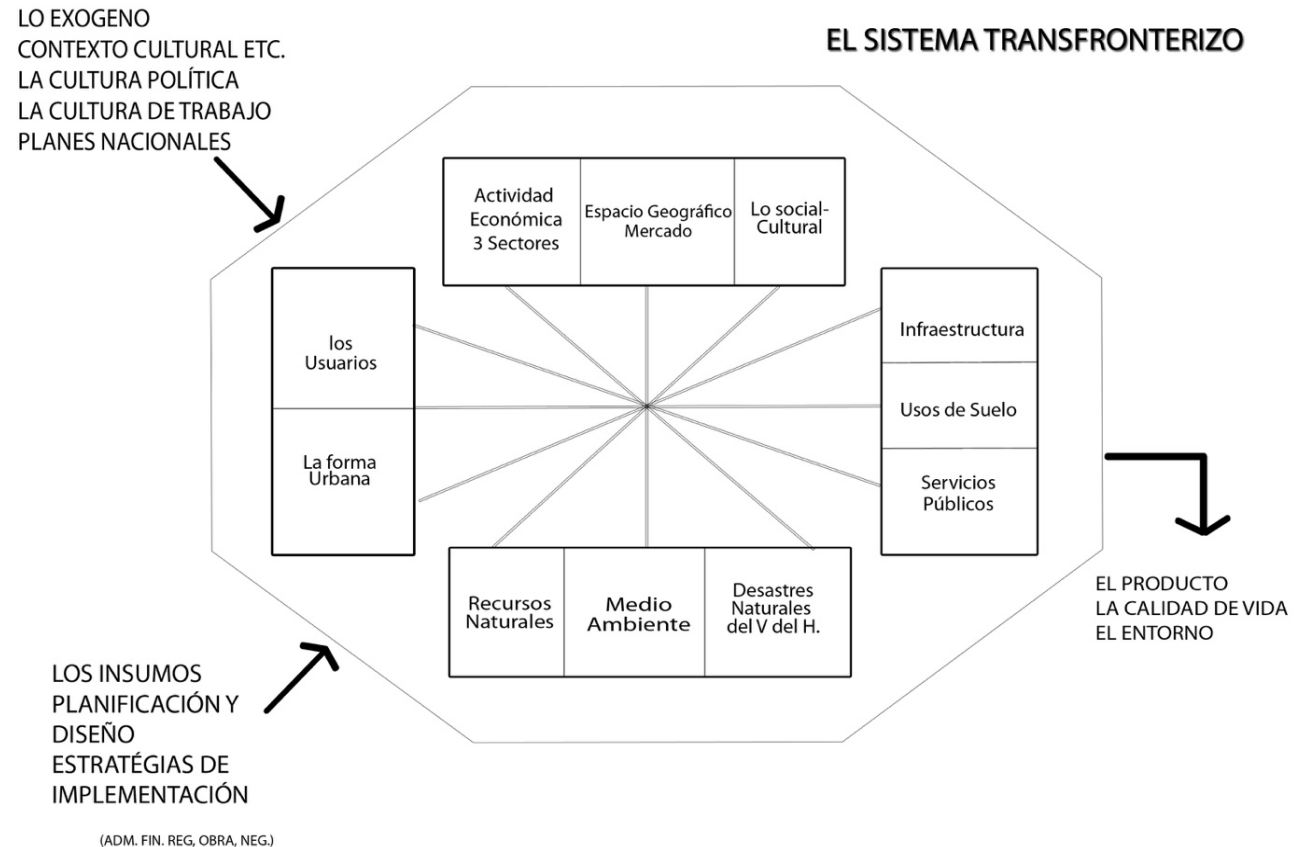 LO EXOGENO
CONTEXTO CULTURAL ETC.
LA CULTURA POLÍTICA
LA CULTURA DE TRABAJO
PLANES NACIONALES
EL SISTEMA TRANSFRONTERIZO
Actividad
Económica
3 Sectores
Espacio Geográfico
Mercado
Lo social-
Cultural
los
Usuarios
La forma
Urbana
Infraestructura
Usos de Suelo
Servicios
Públicos
Recursos
Naturales
Medio
Ambiente
Desastres
Naturales
del V del H.
EL PRODUCTO
LA CALIDAD DE VIDA
EL ENTORNO
LOS INSUMOS
PLANIFICACIÓN Y
DISEÑO
ESTRATÉGIAS DE
IMPLEMENTACIÓN
(ADM. FIN. REG, OBRA, NEG.)